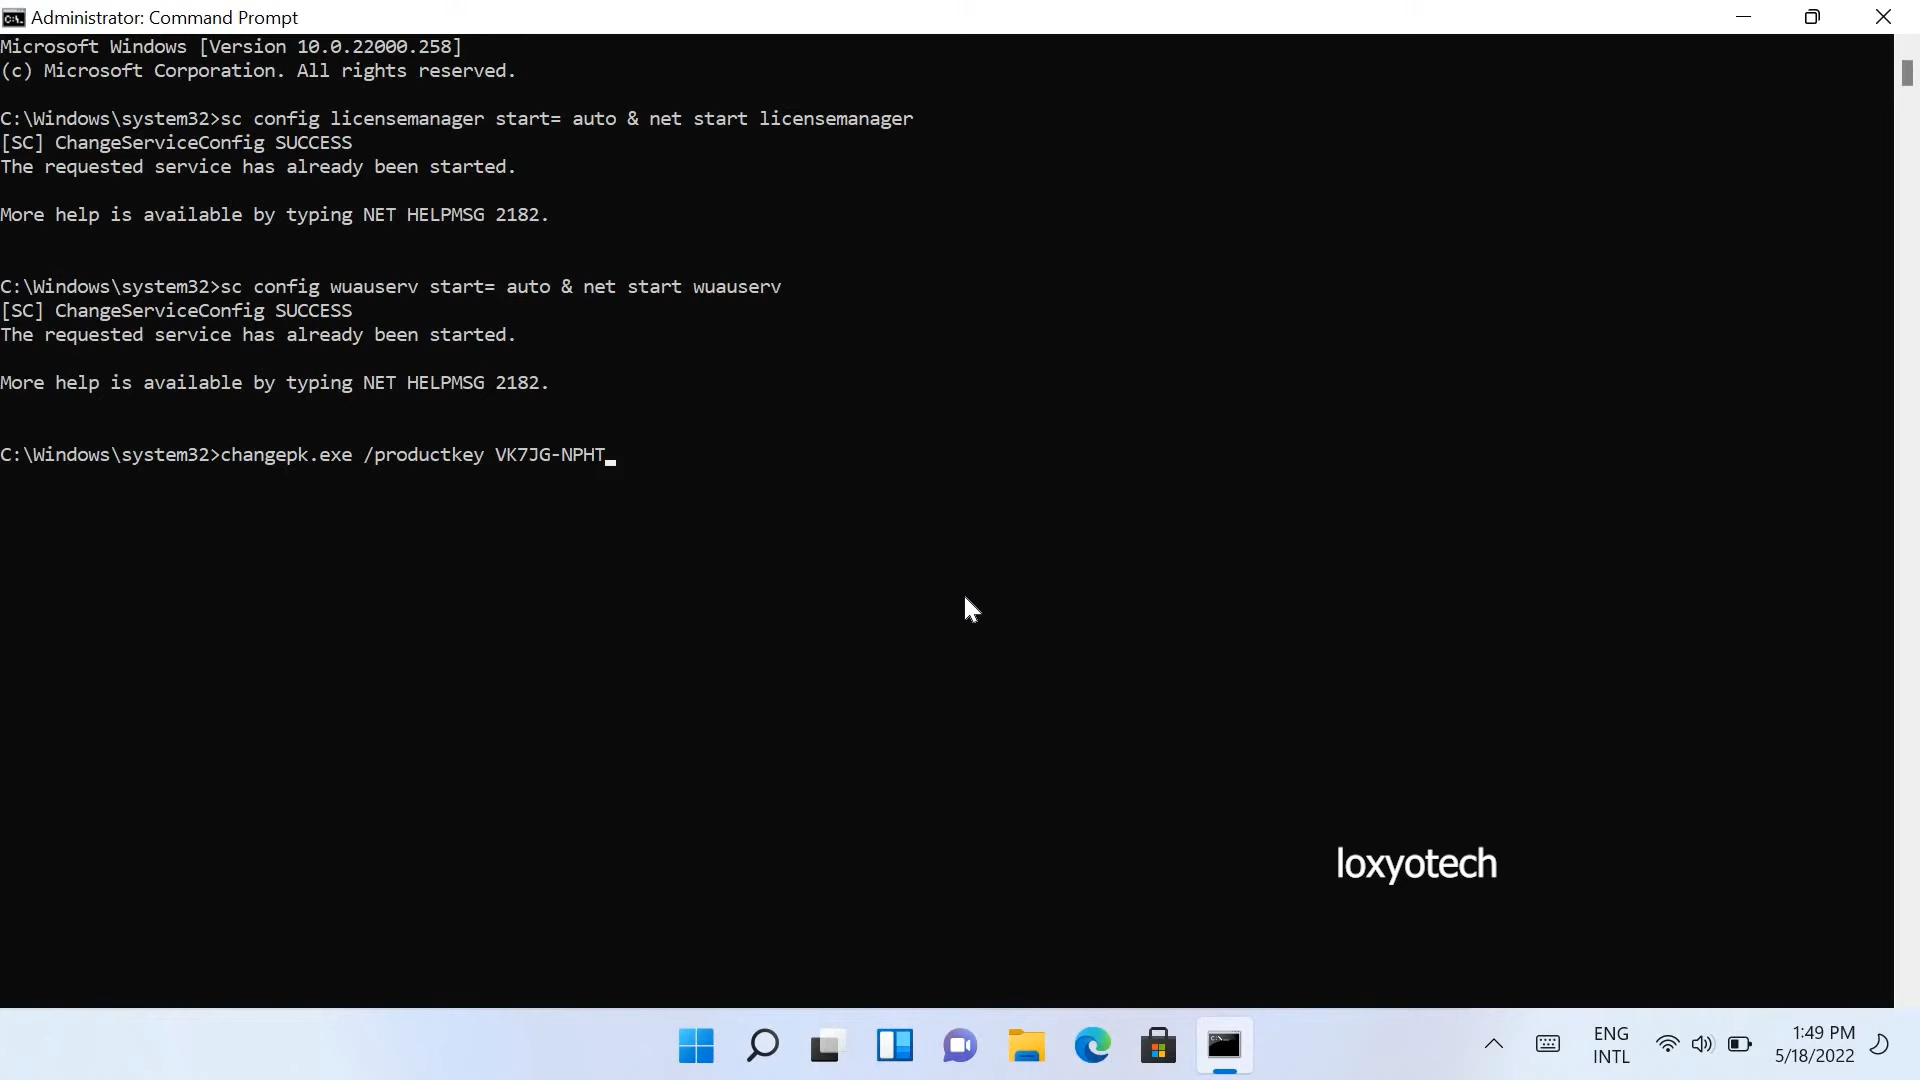 Administrator: Command Prompt
Microsoft Windows [Version 10.0.22000.258]
(c) Microsoft Corporation. All rights reserved.
C:\Windows\system32>sc config licensemanager start= auto & net start licensemanager
[SC] ChangeServiceConfig SUCCESS
The requested service has already been started.
More help is available by typing NET HELPMSG 2182.
C:\Windows\system32>sc config wuauserv start= auto & net start wuauserv
[SC] ChangeServiceConfig SUCCESS
The requested service has already been started.
More help is available by typing NET HELPMSG 2182.
C:\Windows\system32>changepk.exe /productkey VK7JG-NPHT_
loxyotech
ENG
INTL
1:49 PM
5/18/2022